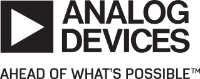 ANALOG
DEVICES
AHEAD OF WHAT'S POSSIBLE™